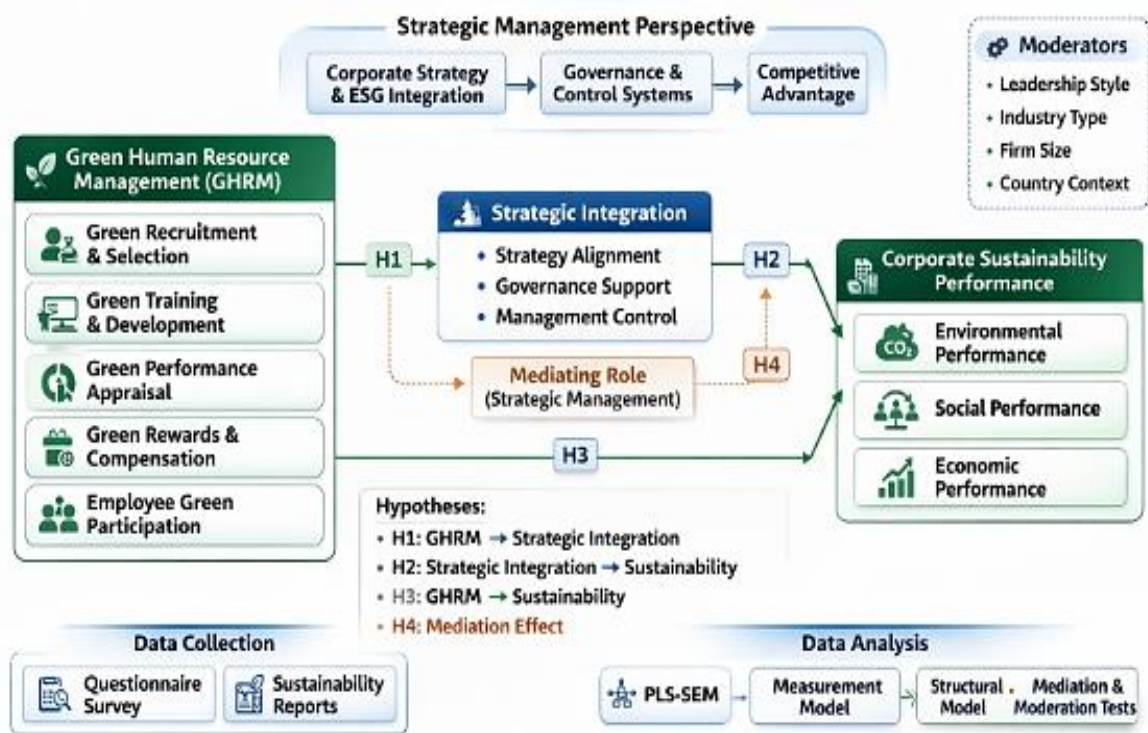 Strategic Management Perspective
Corporate Strategy
& ESG Integration
Governance &
Control Systems
Competitive
Advantage
Moderators
• Leadership Style
• Industry Type
• Firm Size
• Country Context
Green Human Resource
Management (GHRM)
Green Recruitment
& Selection
Green Training
& Development
Green Performance
Appraisal
Green Rewards &
Compensation
Employee Green
Participation
H1
Strategic Integration
• Strategy Alignment
• Governance Support
• Management Control
H2
Mediating Role
(Strategic Management)
H4
H3
Corporate Sustainability
Performance
CO₂
Environmental
Performance
Social Performance
Economic
Performance
Hypotheses:
• H1: GHRM → Strategic Integration
• H2: Strategic Integration → Sustainability
• H3: GHRM → Sustainability
• H4: Mediation Effect
Data Collection
Questionnaire
Survey
Sustainability
Reports
Data Analysis
PLS-SEM
Measurement
Model
Structural
Model
• Mediation &
Moderation Tests